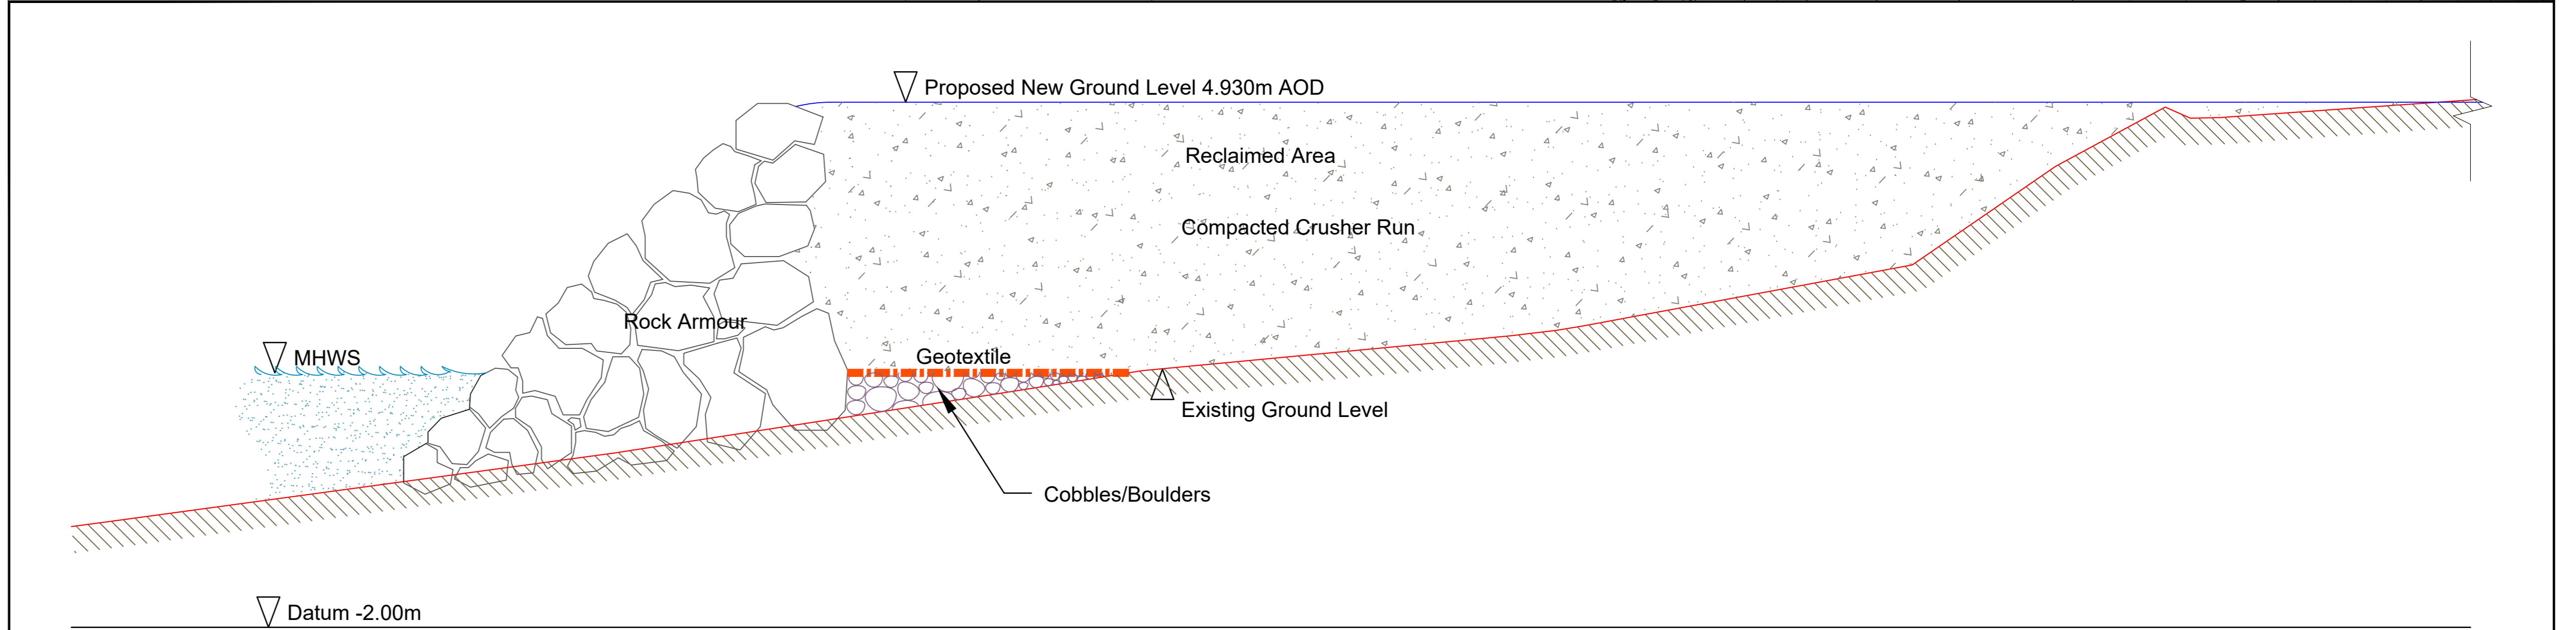 Proposed New Ground Level 4.930m AOD
Reclaimed Area
Compacted Crusher Run
Rock Armour
MHWS
Geotextile
Existing Ground Level
Cobbles/Boulders
Datum -2.00m